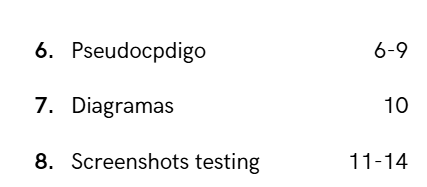 6. Pseudocpdigo 6-9
7. Diagramas 10
8. Screenshots testing 11-14